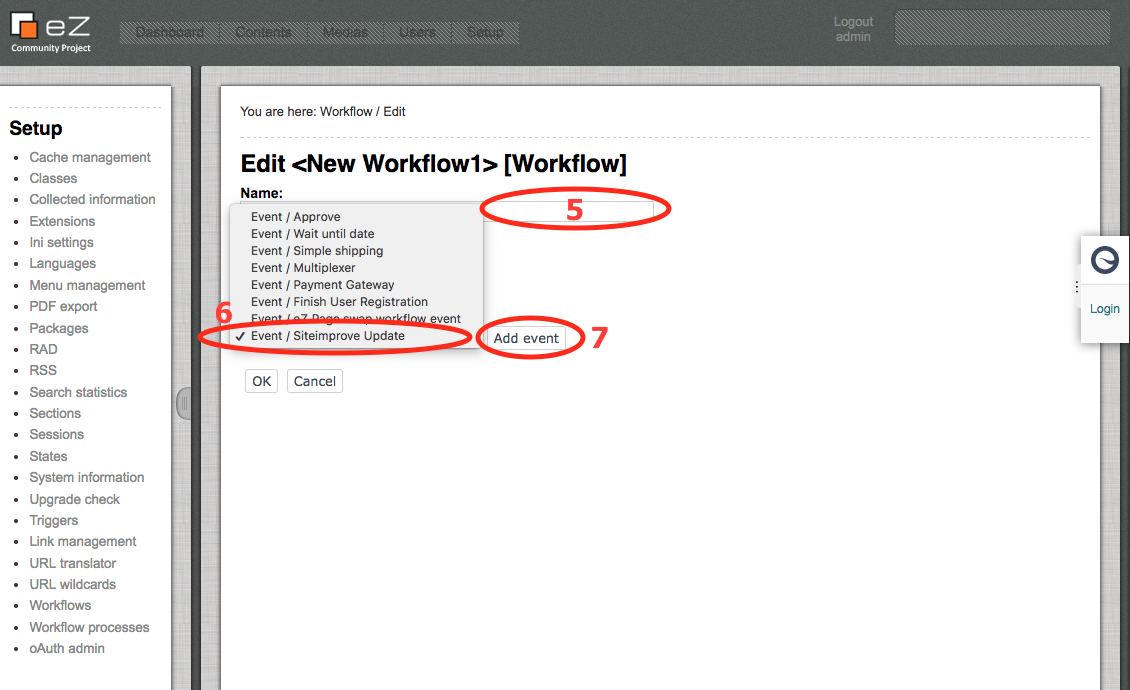 eZ
Community Project
Dashboard Contents Medias Users Setup
Logout
admin
Setup
Cache management
Classes
Collected information
Extensions
Ini settings
Languages
Menu management
PDF export
Packages
RAD
RSS
Search statistics
Sections
Sessions
States
System information
Upgrade check
Triggers
Link management
URL translator
URL wildcards
Workflows
Workflow processes
oAuth admin
You are here: Workflow / Edit
Edit <New Workflow1> [Workflow]
Name:
5
Event / Approve
Event / Wait until date
Event / Simple shipping
Event / Multiplexer
Event / Payment Gateway
Event / Finish User Registration
Event / eZ Page swap workflow event
6
✓ Event / Siteimprove Update
Add event 7
OK Cancel
Login